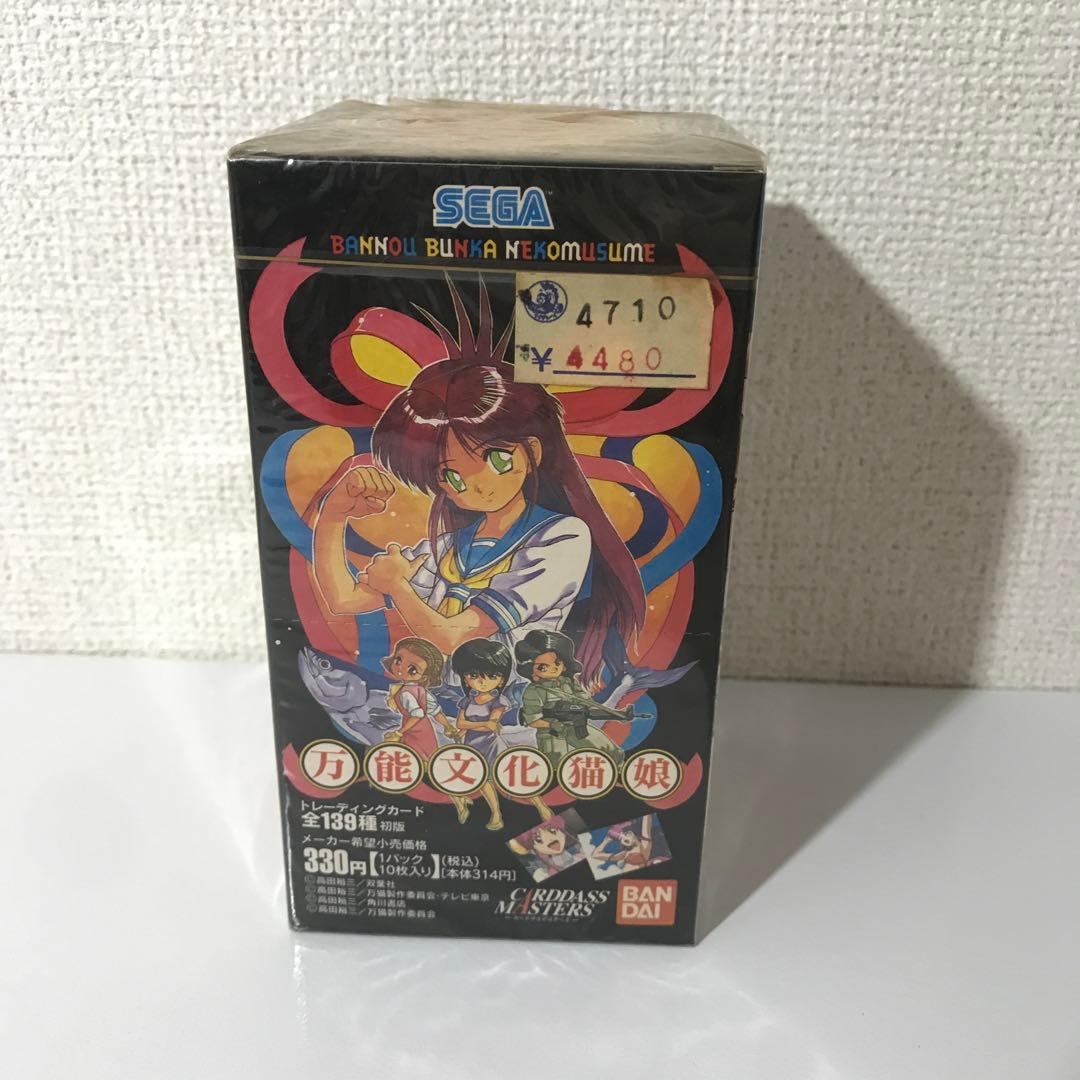 SEGA™
BANNOU BUNKA NEKOMUSUME
4710
¥ 4480
万能文化猫娘
トレーディングカード
全139種 初版
メーカー希望小売価格
330円【1パック10枚入り】(税込)[本体314円]
©高田裕三/双葉社
©高田裕三/万猫製作委員会・テレビ東京
©高田裕三/角川書店
©高田裕三/万猫製作委員会
CARDDASS
MASTERS
BAN
DAI